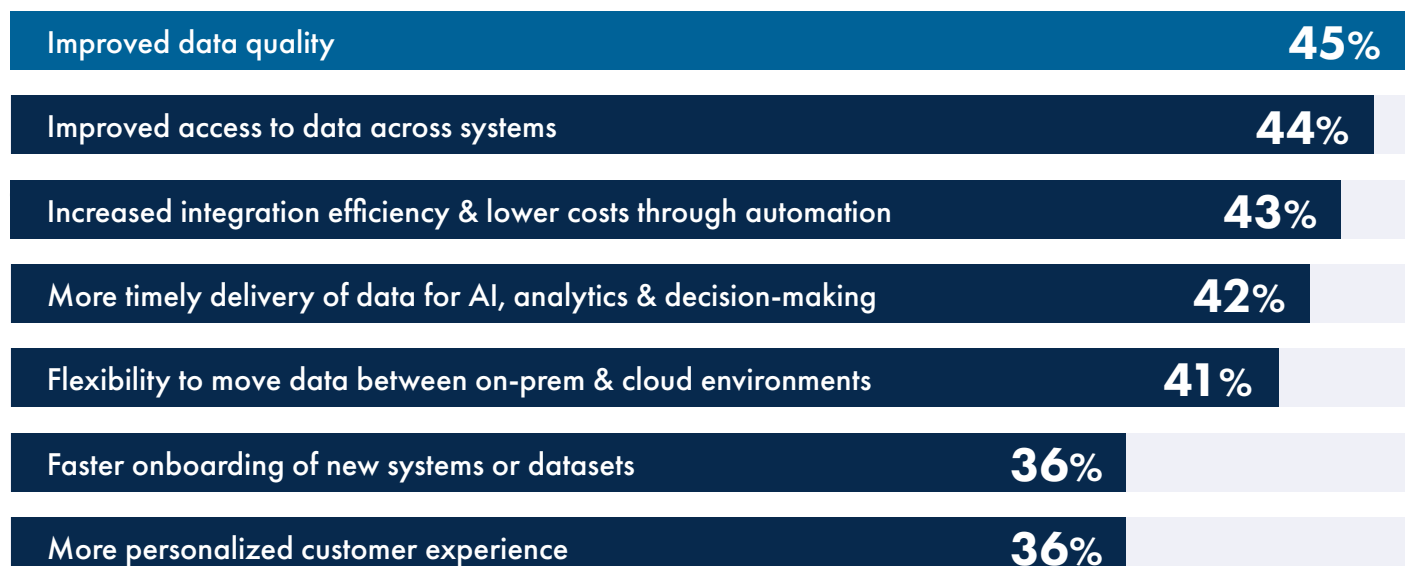 Improved data quality 45%
Improved access to data across systems 44%
Increased integration efficiency & lower costs through automation 43%
More timely delivery of data for AI, analytics & decision-making 42%
Flexibility to move data between on-prem & cloud environments 41%
Faster onboarding of new systems or datasets 36%
More personalized customer experience 36%